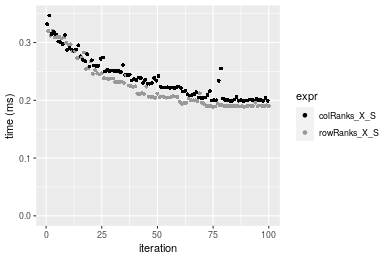 time (ms)
0.3
0.2
0.1
0.0
0
25
50
75
100
iteration
expr
colRanks_X_S
rowRanks_X_S